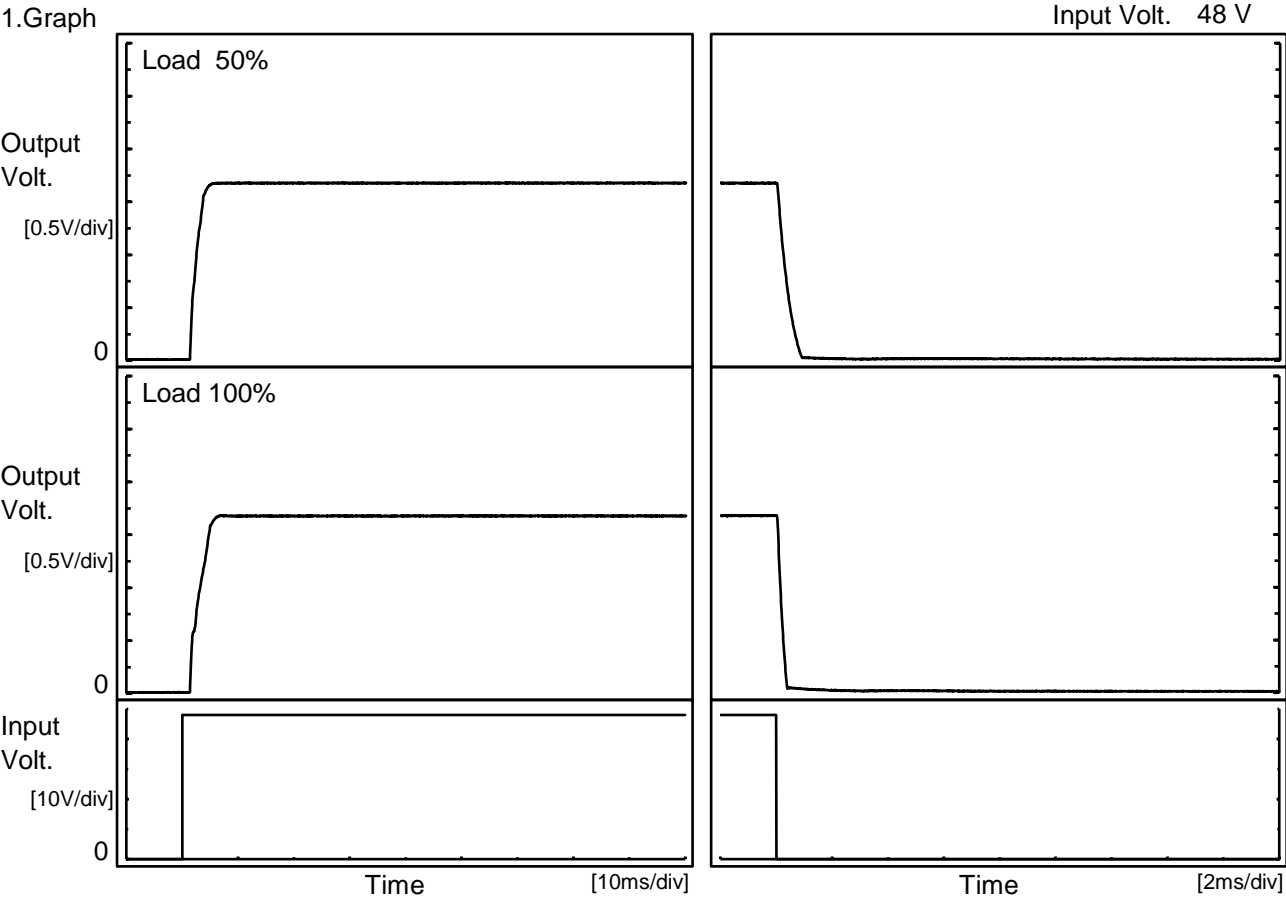 1.Graph
Input Volt. 48 V
Load 50%
Output
Volt.
[0.5V/div]
0
Load 100%
Output
Volt.
[0.5V/div]
0
Input
Volt.
[10V/div]
0
Time [10ms/div]
Time [2ms/div]